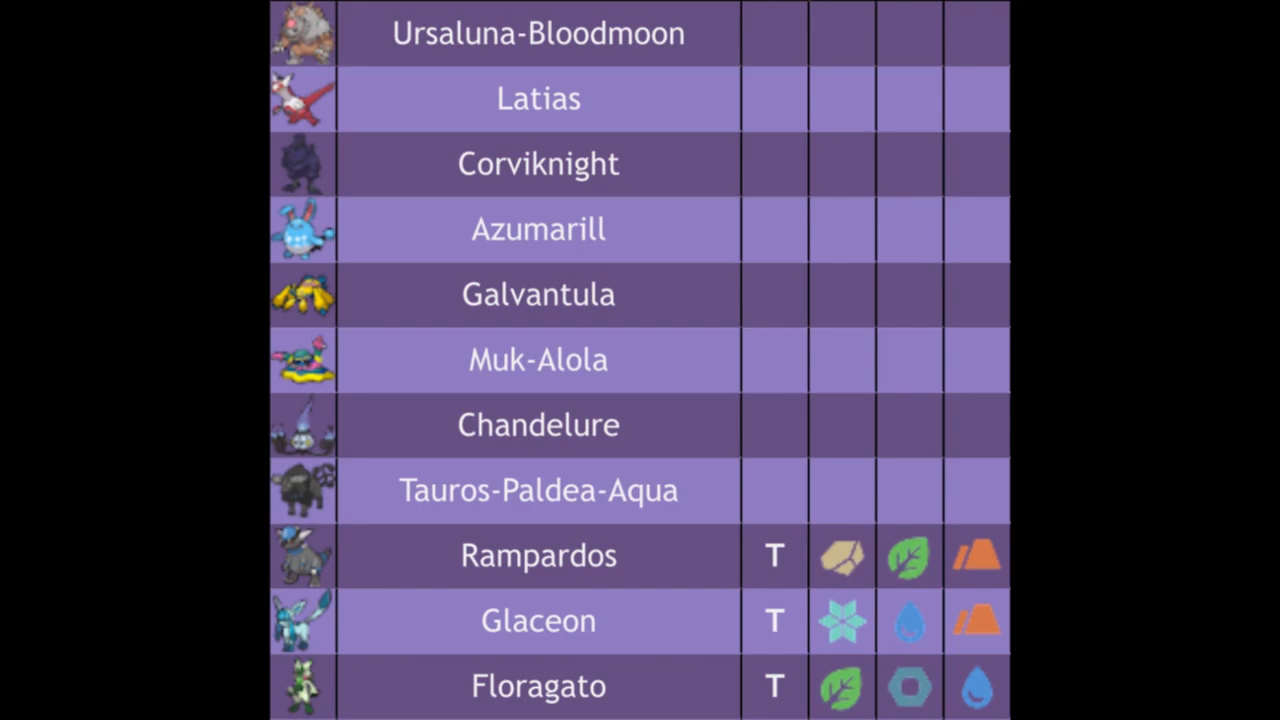 Ursaluna-Bloodmoon
Latias
Corviknight
Azumarill
Galvantula
Muk-Alola
Chandelure
Tauros-Paldea-Aqua
Rampardos T
Glaceon T
Floragato T